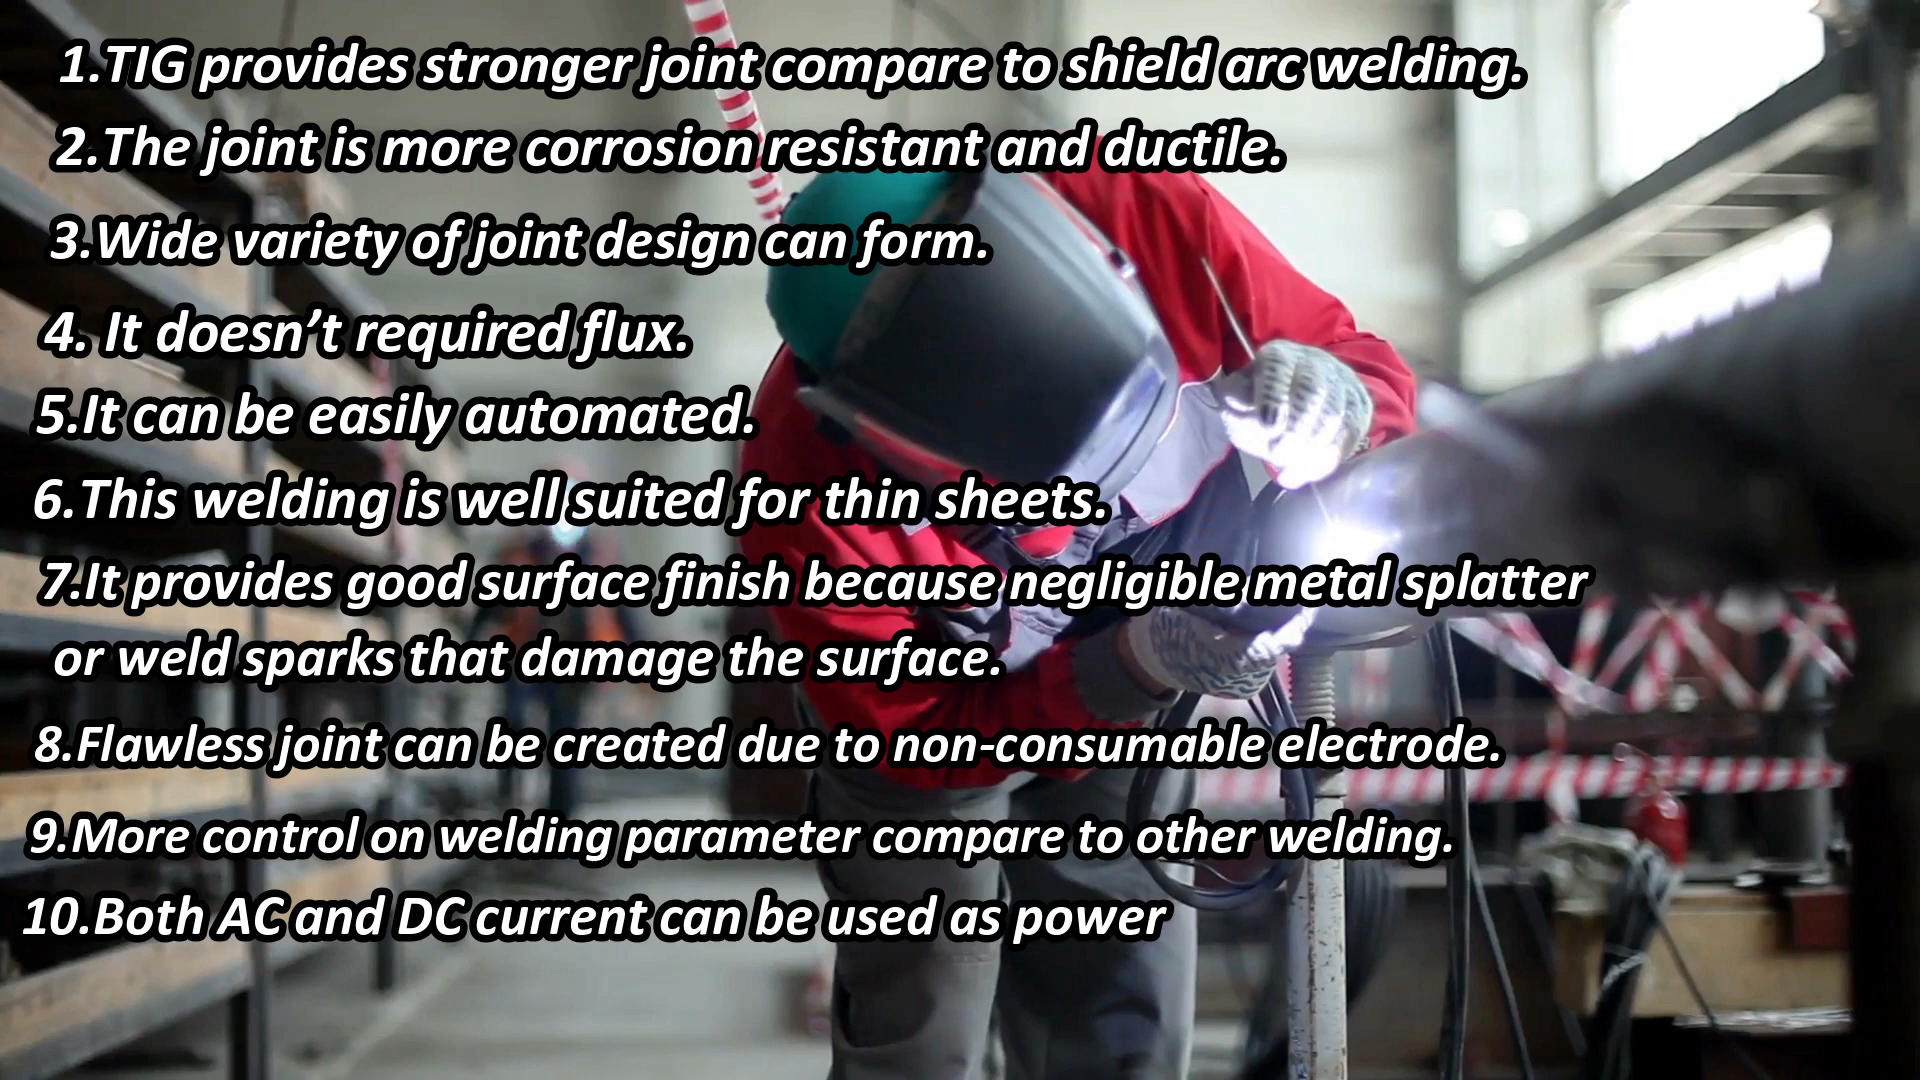 1.TIG provides stronger joint compare to shield arc welding.
2.The joint is more corrosion resistant and ductile.
3.Wide variety of joint design can form.
4. It doesn’t required flux.
5.It can be easily automated.
6.This welding is well suited for thin sheets.
7.It provides good surface finish because negligible metal splatter
or weld sparks that damage the surface.
8.Flawless joint can be created due to non-consumable electrode.
9.More control on welding parameter compare to other welding.
10.Both AC and DC current can be used as power